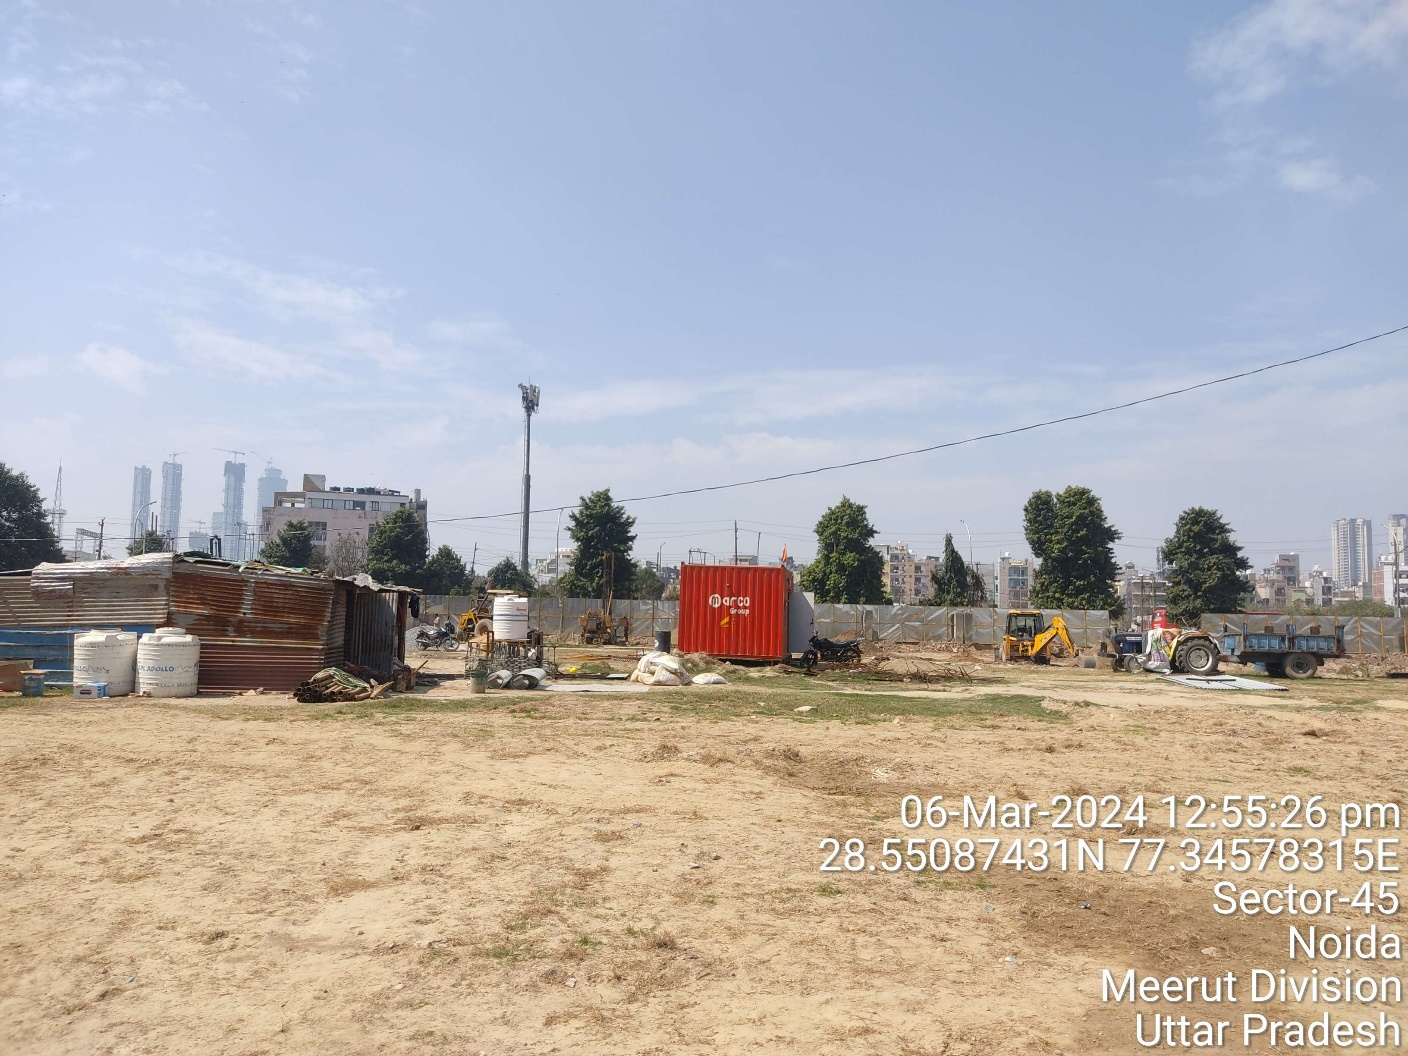 marco
Group
APOLLO
06-Mar-2024 12:55:26 pm
28.55087431N 77.34578315E
Sector-45
Noida
Meerut Division
Uttar Pradesh